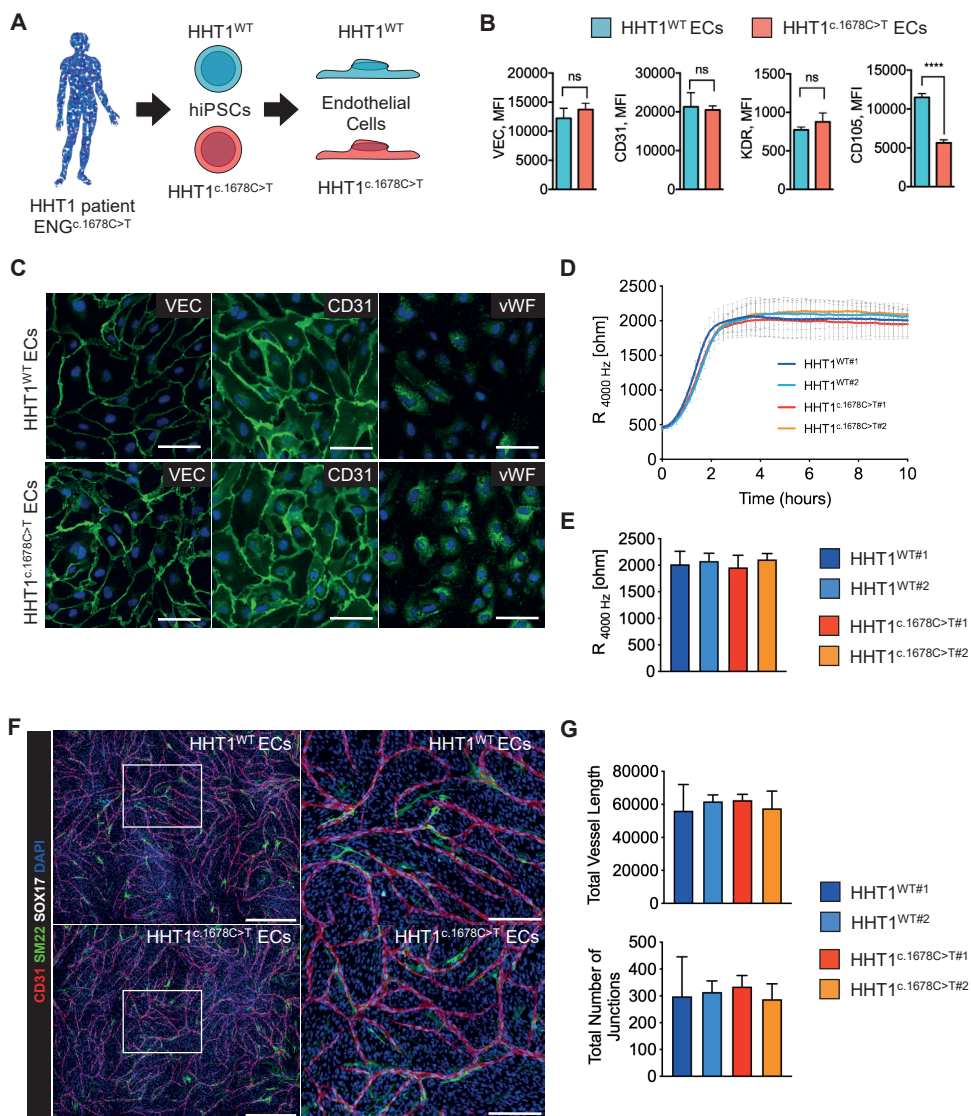 A
HHT1WT
HHT1WT
hiPSCs
Endothelial
Cells
HHT1c.1678C>T
HHT1c.1678C>T
HHT1 patient
ENGc.1678C>T
B
HHT1WT ECs
HHT1c.1678C>T ECs
VEC, MFI
20000
15000
10000
5000
0
ns
CD31, MFI
30000
20000
10000
0
ns
KDR, MFI
1500
1000
500
0
ns
CD105, MFI
15000
10000
5000
0
****
C
HHT1WT ECs
VEC
CD31
vWF
HHT1c.1678C>T ECs
VEC
CD31
vWF
D
R 4000 Hz [ohm]
2500
2000
1500
1000
500
0
0
2
4
6
8
10
Time (hours)
HHT1WT#1
HHT1WT#2
HHT1c.1678C>T#1
HHT1c.1678C>T#2
E
R 4000 Hz [ohm]
2500
2000
1500
1000
500
0
HHT1WT#1
HHT1WT#2
HHT1c.1678C>T#1
HHT1c.1678C>T#2
F
CD31 SM22 SOX17 DAPI
HHT1WT ECs
HHT1WT ECs
HHT1c.1678C>T ECs
HHT1c.1678C>T ECs
G
Total Vessel Length
80000
60000
40000
20000
0
Total Number of
Junctions
500
400
300
200
100
0
HHT1WT#1
HHT1WT#2
HHT1c.1678C>T#1
HHT1c.1678C>T#2